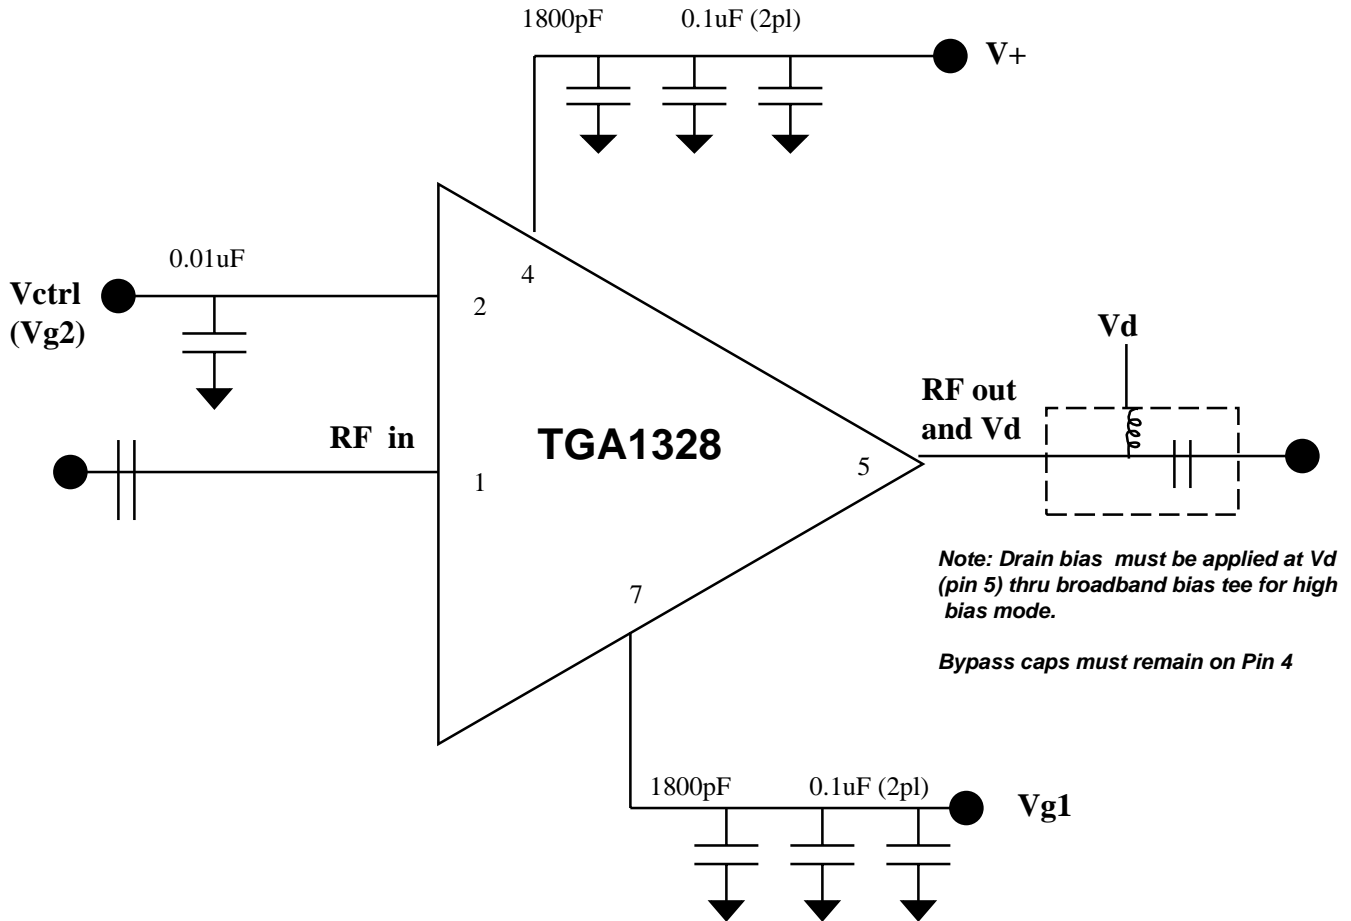 1800pF
0.1uF (2pl)
V+
0.01uF
4
Vctrl
(Vg2)
2
Vd
RF out
and Vd
RF in
TGA1328
5
1
Note: Drain bias must be applied at Vd
(pin 5) thru broadband bias tee for high
bias mode.
7
Bypass caps must remain on Pin 4
1800pF
0.1uF (2pl)
Vg1